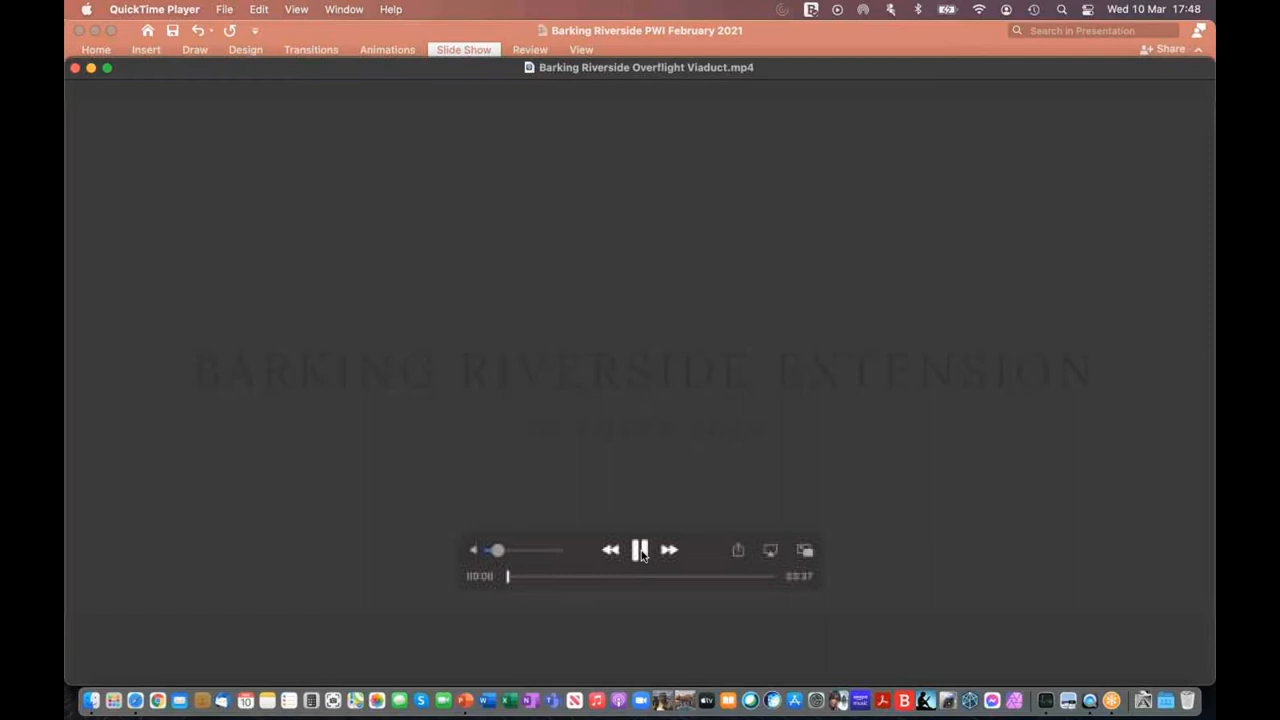 QuickTime Player File Edit View Window Help Wed 10 Mar 17:48
Barking Riverside PWI February 2021 Search in Presentation
Home Insert Draw Design Transitions Animations Slide Show Review View Share
Barking Riverside Overflight Viaduct.mp4
BARKING RIVERSIDE EXTENSION